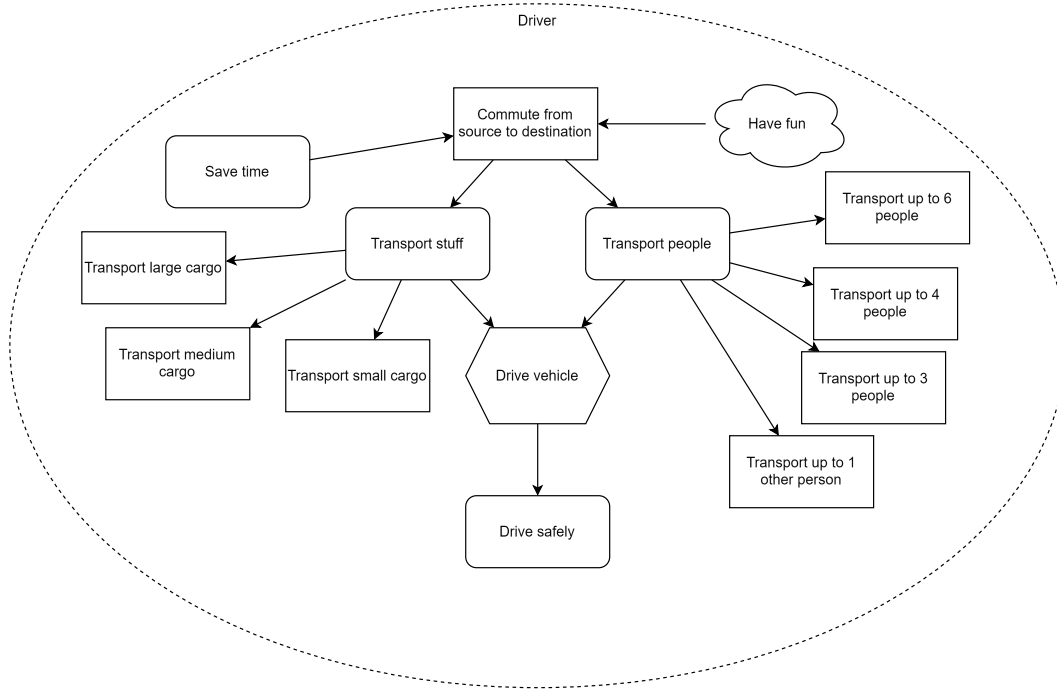 Driver
Commute from
source to destination
Have fun
Save time
Transport up to 6
people
Transport stuff
Transport people
Transport large cargo
Transport up to 4
people
Transport medium
cargo
Transport small cargo
Drive vehicle
Transport up to 3
people
Transport up to 1
other person
Drive safely